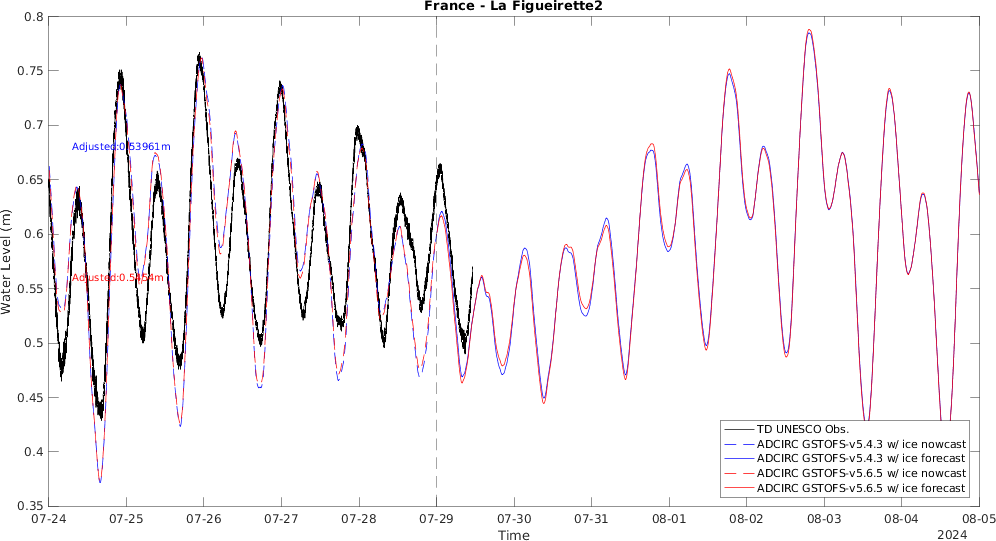 France - La Figueirette2
Water Level (m)
0.8
0.75
0.7
0.65
0.6
0.55
0.5
0.45
0.4
0.35
Adjusted:0.53961m
Adjusted:0.5454m
TD UNESCO Obs.
ADCIRC GSTOFS-v5.4.3 w/ ice nowcast
ADCIRC GSTOFS-v5.4.3 w/ ice forecast
ADCIRC GSTOFS-v5.6.5 w/ ice nowcast
ADCIRC GSTOFS-v5.6.5 w/ ice forecast
07-24 07-25 07-26 07-27 07-28 07-29 07-30 07-31 08-01 08-02 08-03 08-04 08-05
Time
2024